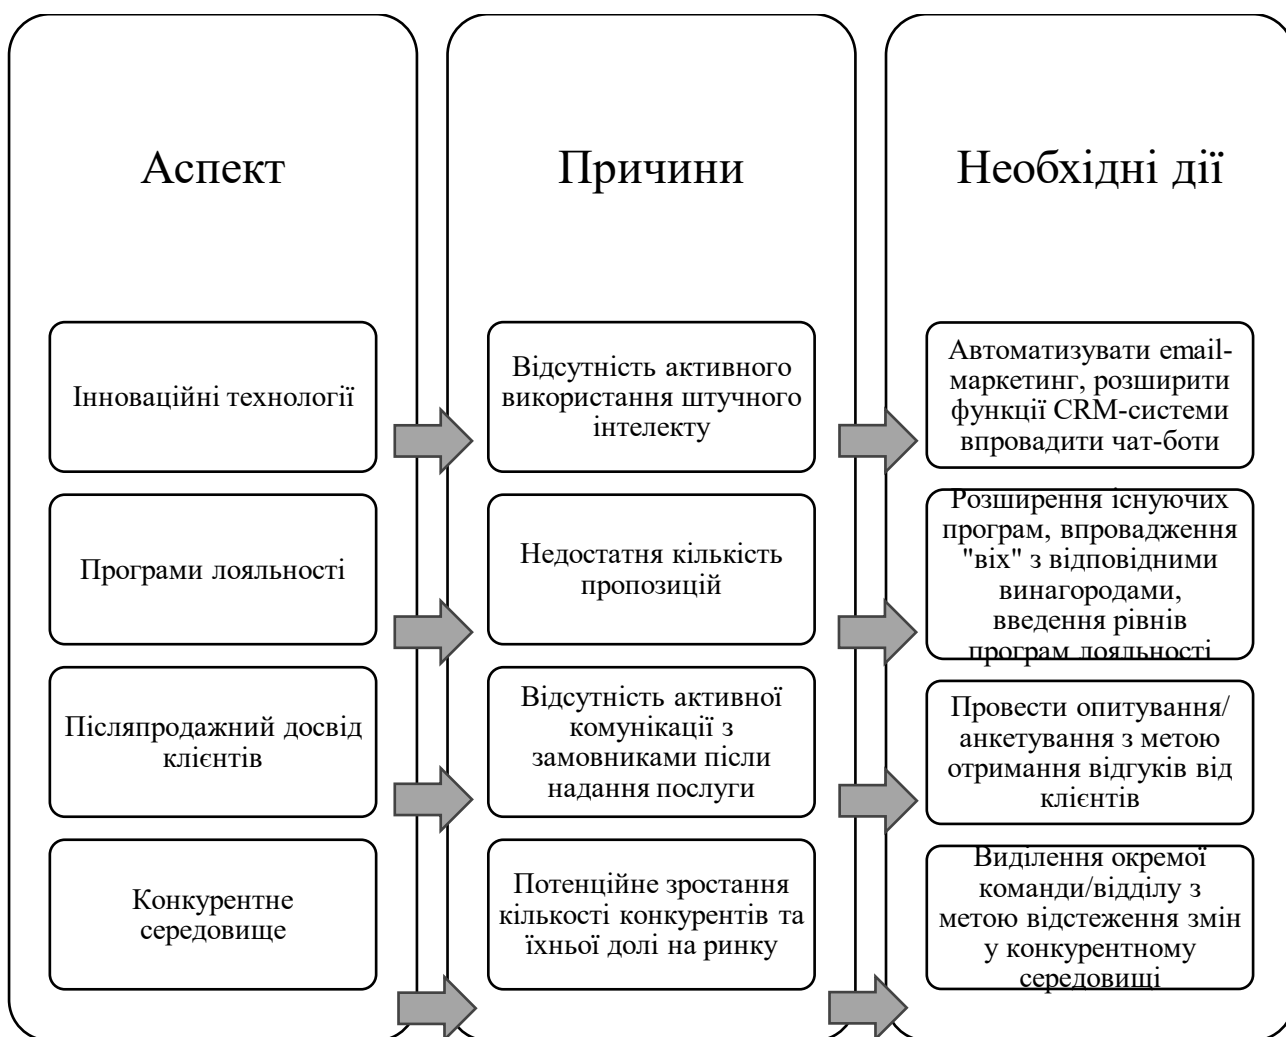 Аспект
Причини
Необхідні дії
Інноваційні технології
Відсутність активного
використання штучного
інтелекту
Автоматизувати email-
маркетинг, розширити
функції CRM-системи
впровадити чат-боти
Програми лояльності
Недостатня кількість
пропозицій
Розширення існуючих
програм, впровадження
"віх" з відповідними
винагородами,
введення рівнів
програм лояльності
Післяпродажний досвід
клієнтів
Відсутність активної
комунікації з
замовниками після
надання послуги
Провести опитування/
анкетування з метою
отримання відгуків від
клієнтів
Конкурентне
середовище
Потенційне зростання
кількості конкурентів та
їхньої долі на ринку
Виділення окремої
команди/відділу з
метою відстеження змін
у конкурентному
середовищі